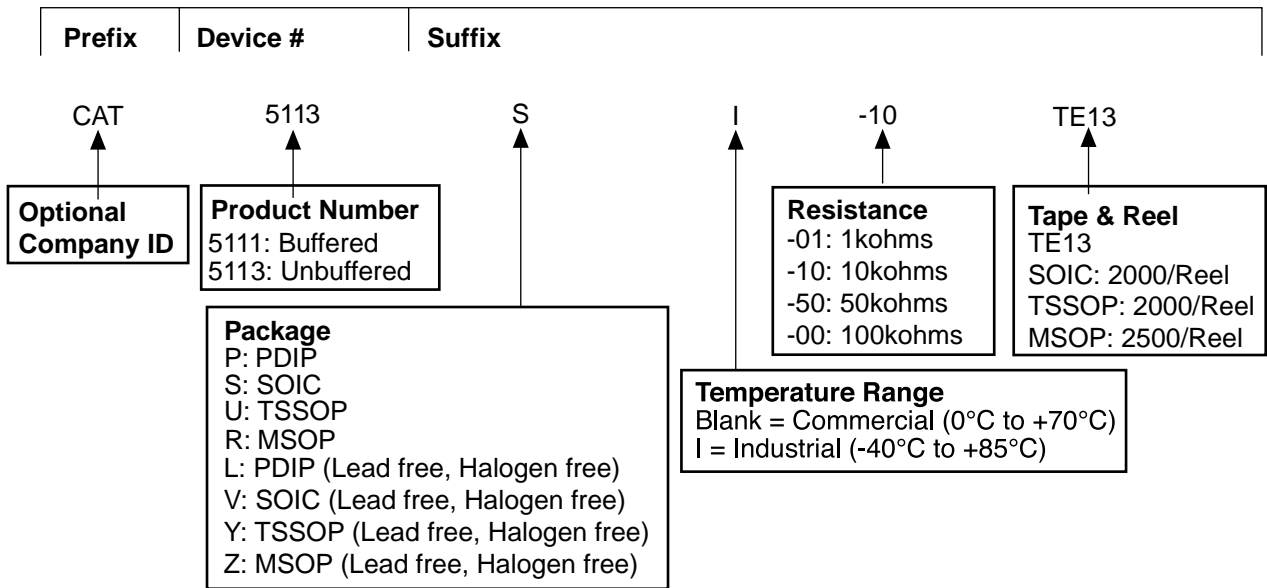 Prefix Device # Suffix
CAT 5113 S I -10 TE13
Optional
Company ID
Product Number
5111: Buffered
5113: Unbuffered
Resistance
-01: 1kohms
-10: 10kohms
-50: 50kohms
-00: 100kohms
Tape & Reel
TE13
SOIC: 2000/Reel
TSSOP: 2000/Reel
MSOP: 2500/Reel
Package
P: PDIP
S: SOIC
U: TSSOP
R: MSOP
L: PDIP (Lead free, Halogen free)
V: SOIC (Lead free, Halogen free)
Y: TSSOP (Lead free, Halogen free)
Z: MSOP (Lead free, Halogen free)
Temperature Range
Blank = Commercial (0°C to +70°C)
I = Industrial (-40°C to +85°C)